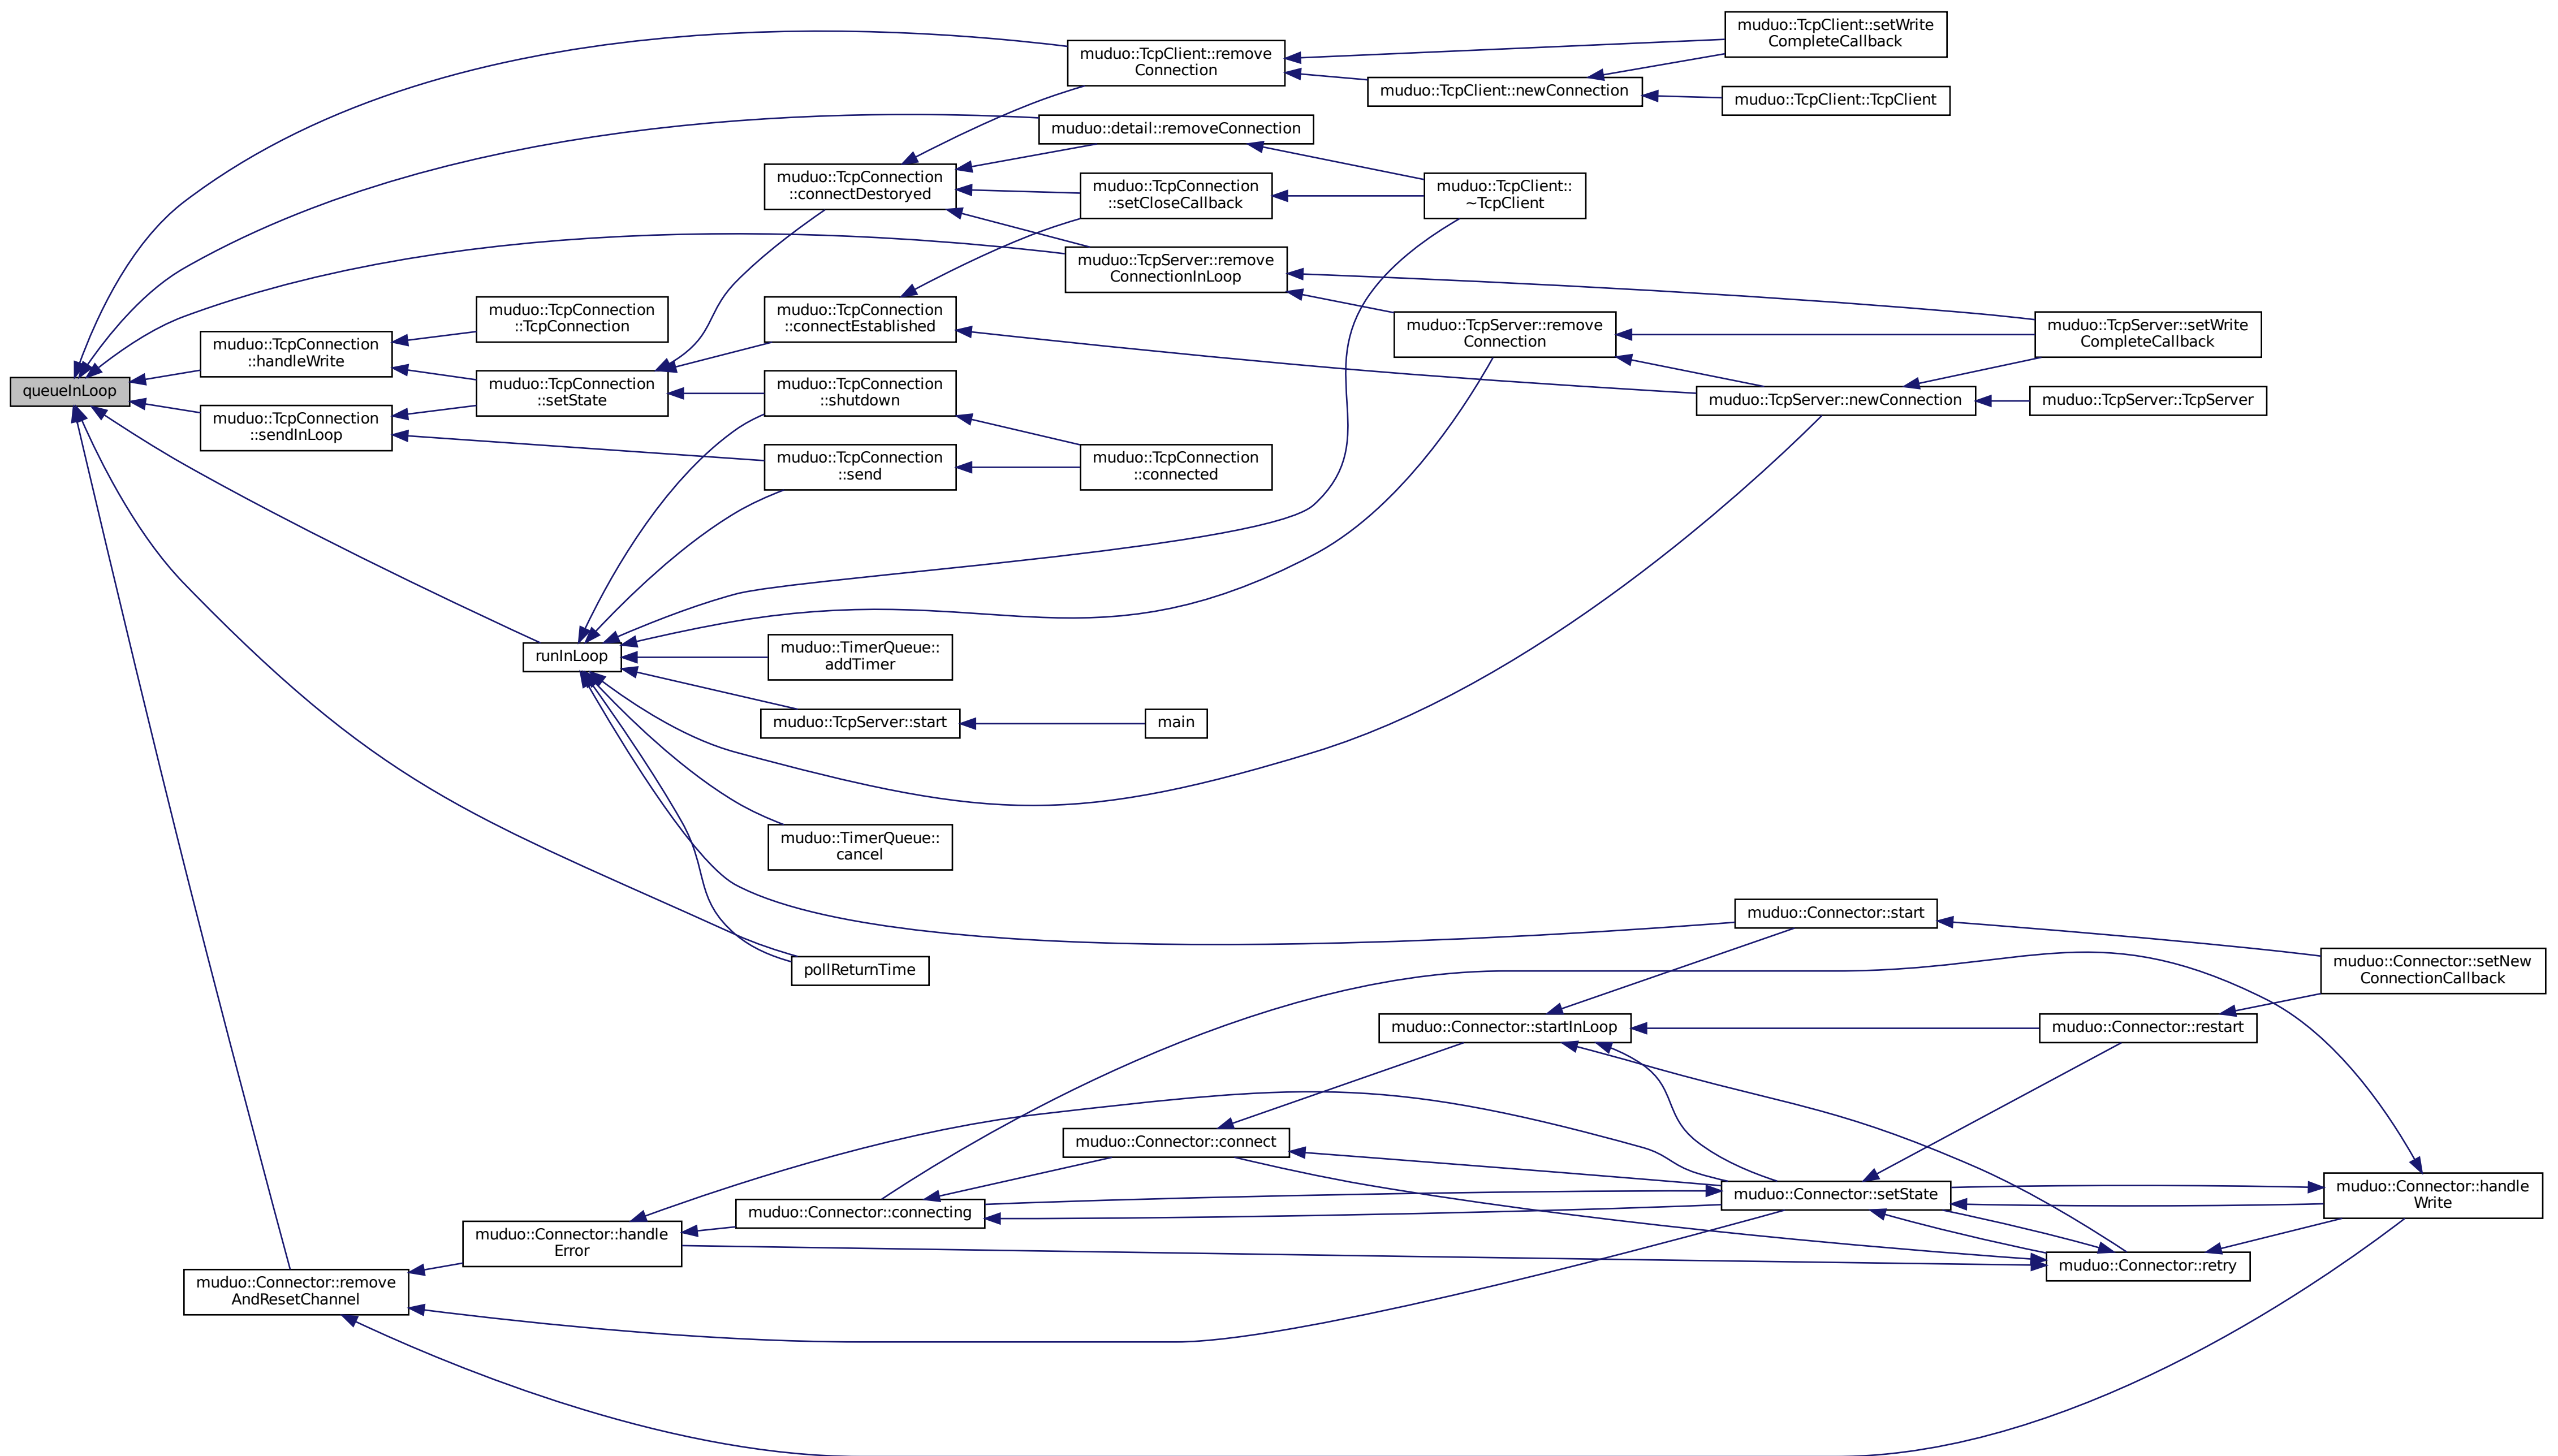 muduo::TcpClient::setWrite
CompleteCallback
muduo::TcpClient::remove
Connection
muduo::TcpClient::newConnection
muduo::TcpClient::TcpClient
muduo::detail::removeConnection
muduo::TcpConnection
::connectDestoryed
muduo::TcpConnection
::setCloseCallback
muduo::TcpClient::
~TcpClient
muduo::TcpServer::remove
ConnectionInLoop
muduo::TcpConnection
::TcpConnection
muduo::TcpConnection
::connectEstablished
muduo::TcpServer::remove
Connection
muduo::TcpServer::setWrite
CompleteCallback
muduo::TcpConnection
::handleWrite
queueInLoop
muduo::TcpConnection
::setState
muduo::TcpConnection
::shutdown
muduo::TcpServer::newConnection
muduo::TcpServer::TcpServer
muduo::TcpConnection
::sendInLoop
muduo::TcpConnection
::send
muduo::TcpConnection
::connected
runInLoop
muduo::TimerQueue::
addTimer
muduo::TcpServer::start
main
muduo::TimerQueue::
cancel
muduo::Connector::start
pollReturnTime
muduo::Connector::setNew
ConnectionCallback
muduo::Connector::startInLoop
muduo::Connector::restart
muduo::Connector::connect
muduo::Connector::setState
muduo::Connector::handle
Write
muduo::Connector::connecting
muduo::Connector::handle
Error
muduo::Connector::retry
muduo::Connector::remove
AndResetChannel